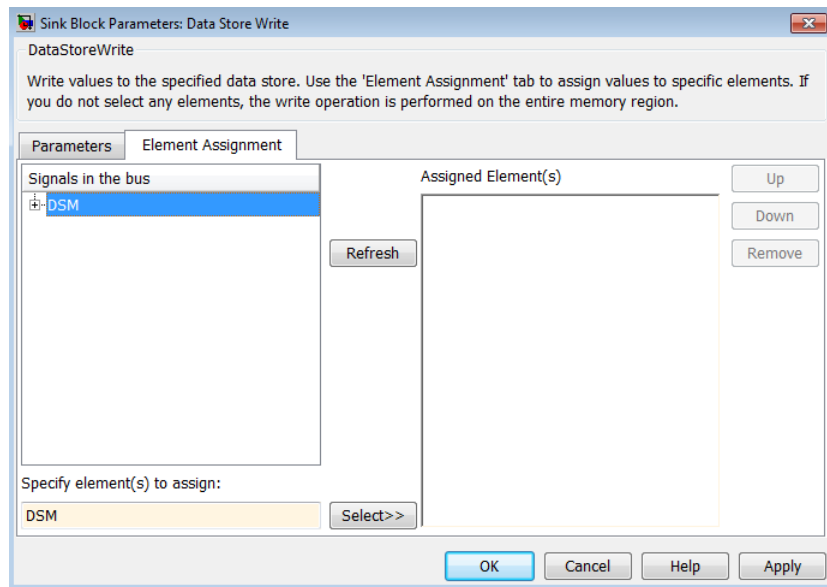 Sink Block Parameters: Data Store Write
DataStoreWrite
Write values to the specified data store. Use the 'Element Assignment' tab to assign values to specific elements. If
you do not select any elements, the write operation is performed on the entire memory region.
Parameters
Element Assignment
Signals in the bus
DSM
Refresh
Assigned Element(s)
Up
Down
Remove
Specify element(s) to assign:
DSM
Select>>
OK
Cancel
Help
Apply